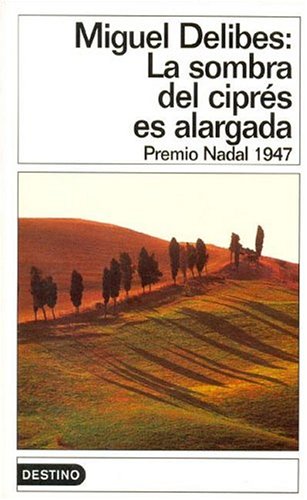 Miguel Delibes:
La sombra
del ciprés
es alargada
Premio Nadal 1947
DESTINO